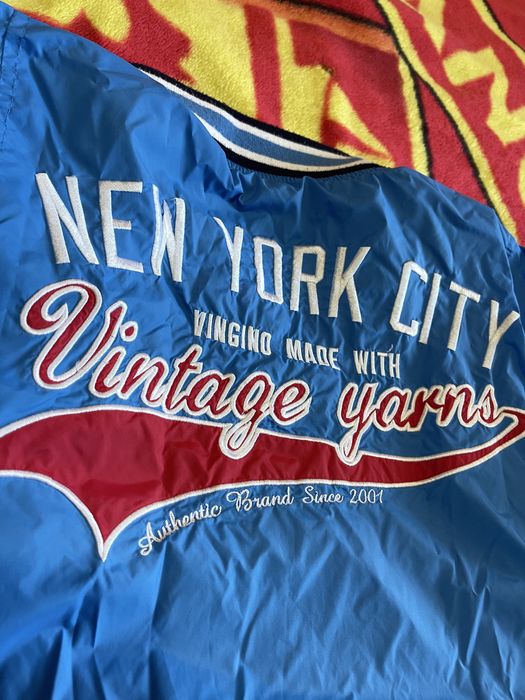 NEW YORK CITY
VINGINO MADE WITH
Vintage yarns
Authentic Brand Since 2001